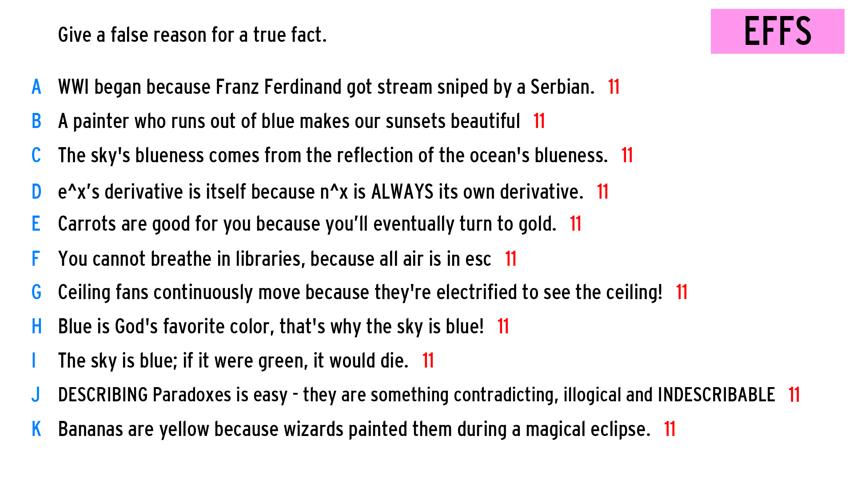 Give a false reason for a true fact.
EFFS
A WWI began because Franz Ferdinand got stream sniped by a Serbian. 11
B A painter who runs out of blue makes our sunsets beautiful 11
C The sky's blueness comes from the reflection of the ocean's blueness. 11
D e^x’s derivative is itself because n^x is ALWAYS its own derivative. 11
E Carrots are good for you because you’ll eventually turn to gold. 11
F You cannot breathe in libraries, because all air is in esc 11
G Ceiling fans continuously move because they're electrified to see the ceiling! 11
H Blue is God's favorite color, that's why the sky is blue! 11
I The sky is blue; if it were green, it would die. 11
J DESCRIBING Paradoxes is easy - they are something contradicting, illogical and INDESCRIBABLE 11
K Bananas are yellow because wizards painted them during a magical eclipse. 11